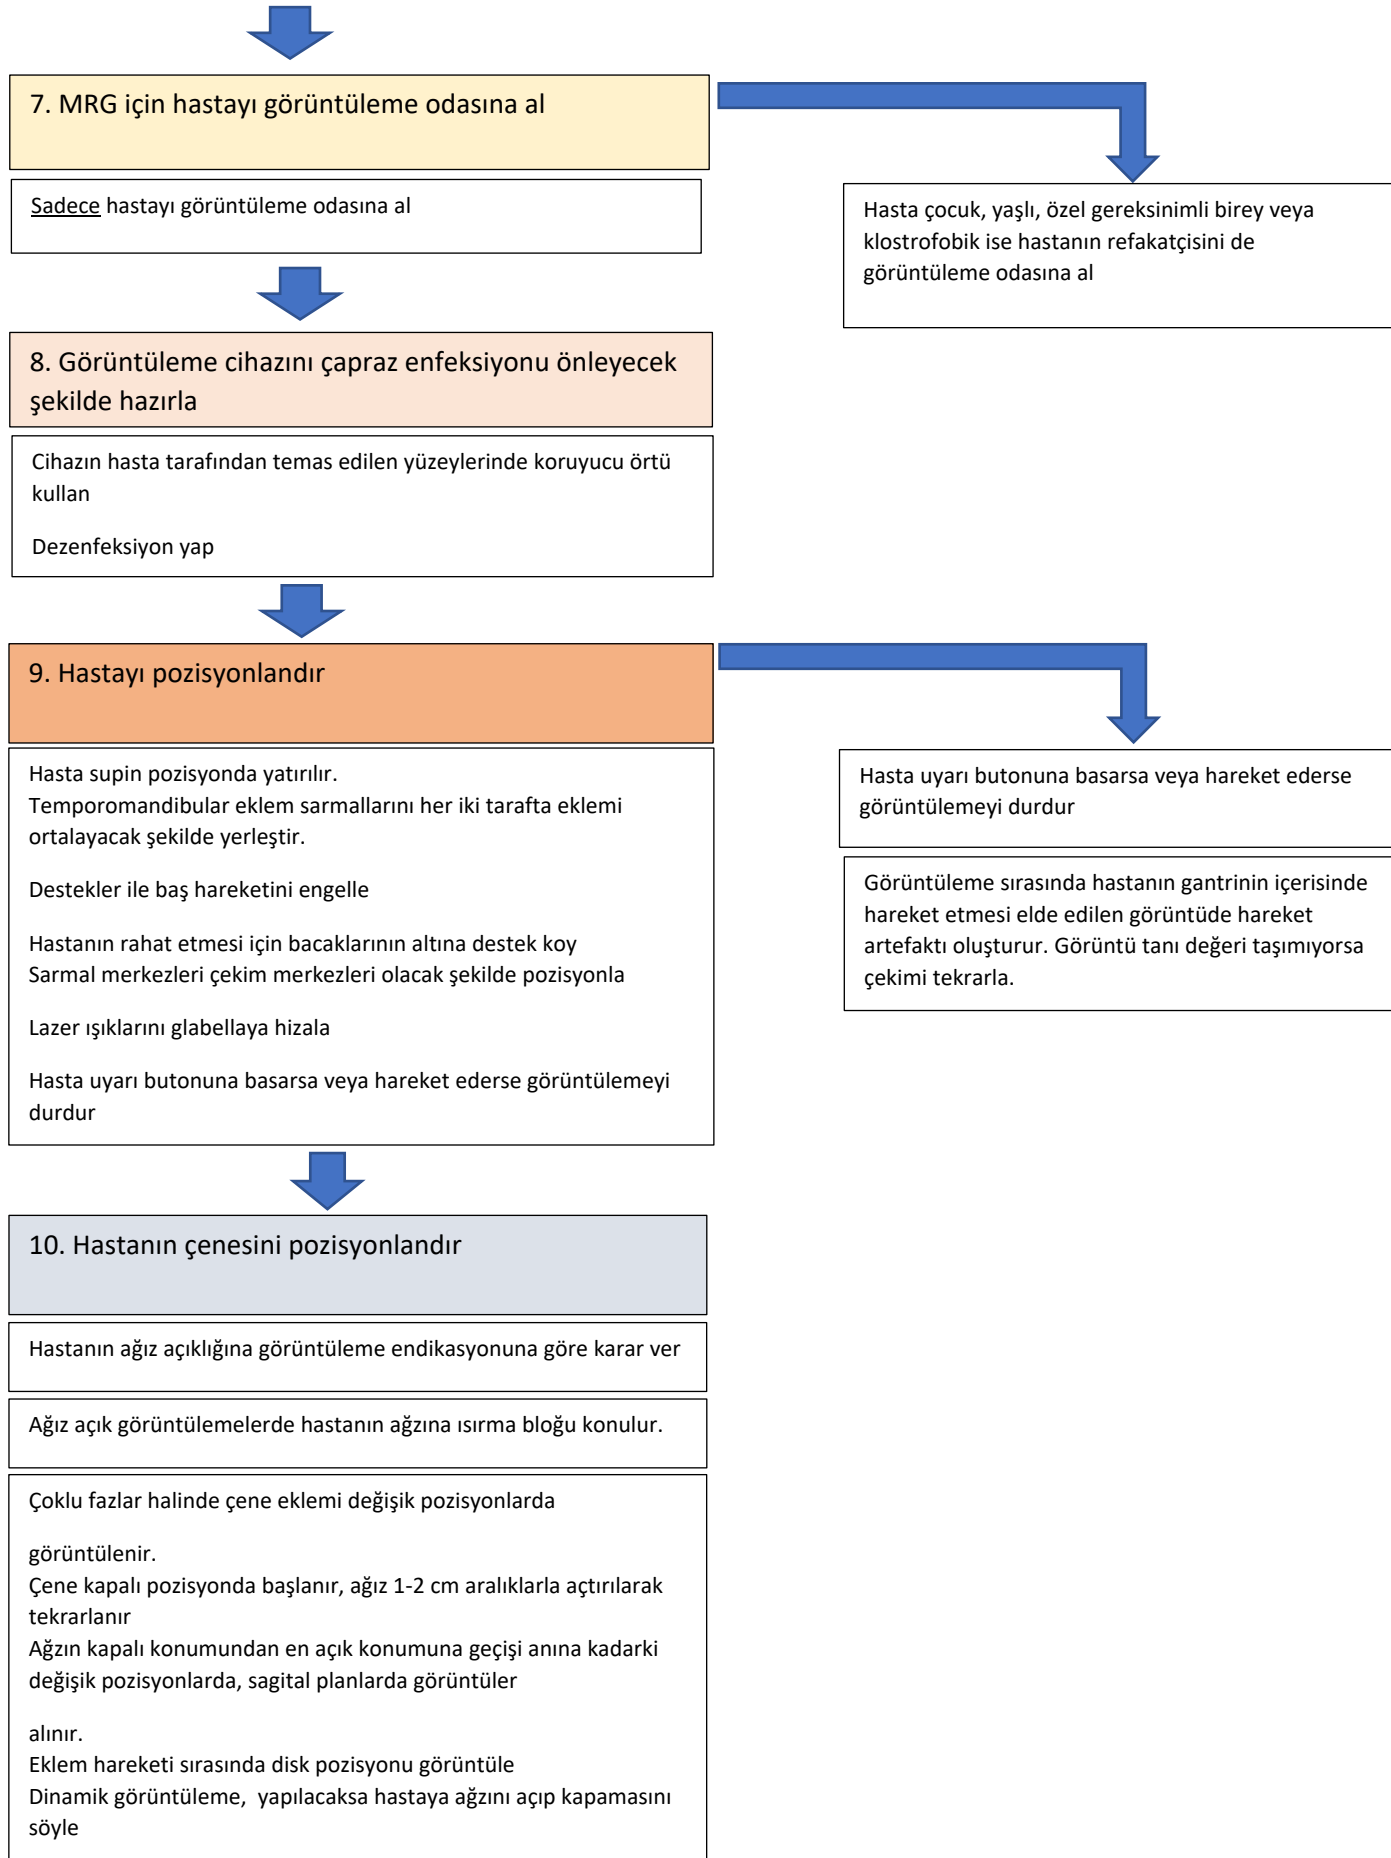 7. MRG için hastayı görüntüleme odasına al
Sadece hastayı görüntüleme odasına al
Hasta çocuk, yaşlı, özel gereksinimli birey veya
klostrofobik ise hastanın refakatçisini de
görüntüleme odasına al
8. Görüntüleme cihazını çapraz enfeksiyonu önleyecek
şekilde hazırla
Cihazın hasta tarafından temas edilen yüzeylerinde koruyucu örtü
kullan
Dezenfeksiyon yap
9. Hastayı pozisyonlandır
Hasta supin pozisyonda yatırılır.
Temporomandibular eklem sarmallarını her iki tarafta eklemi
ortalayacak şekilde yerleştir.
Destekler ile baş hareketini engelle
Hastanın rahat etmesi için bacaklarının altına destek koy
Sarmal merkezleri çekim merkezleri olacak şekilde pozisyonla
Lazer ışıklarını glabellaya hizala
Hasta uyarı butonuna basarsa veya hareket ederse görüntülemeyi
durdur
Hasta uyarı butonuna basarsa veya hareket ederse
görüntülemeyi durdur
Görüntüleme sırasında hastanın gantrinin içerisinde
hareket etmesi elde edilen görüntüde hareket
artefaktı oluşturur. Görüntü tanı değeri taşımıyorsa
çekimi tekrarla.
10. Hastanın çenesini pozisyonlandır
Hastanın ağız açıklığına görüntüleme endikasyonuna göre karar ver
Ağız açık görüntülemelerde hastanın ağzına ısırma bloğu konulur.
Çoklu fazlar halinde çene eklemi değişik pozisyonlarda
görüntülenir.
Çene kapalı pozisyonda başlanır, ağız 1-2 cm aralıklarla açtırılarak
tekrarlanır
Ağzın kapalı konumundan en açık konumuna geçişi anına kadarki
değişik pozisyonlarda, sagital planlarda görüntüler
alınır.
Eklem hareketi sırasında disk pozisyonu görüntüle
Dinamik görüntüleme, yapılacaksa hastaya ağzını açıp kapamasını
söyle